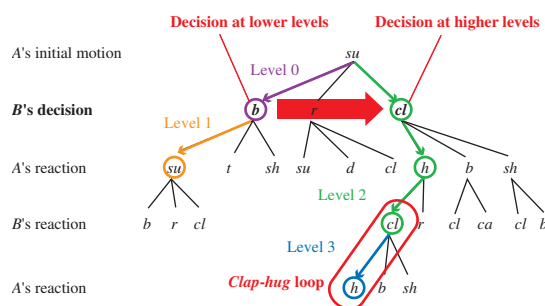 Decision at lower levels Decision at higher levels
A's initial motion su
Level 0
B's decision b r cl
Level 1
A's reaction su t sh su d cl h b sh
Level 2
B's reaction b r cl cl r cl ca cl b
Level 3
Clap-hug loop
A's reaction h b sh